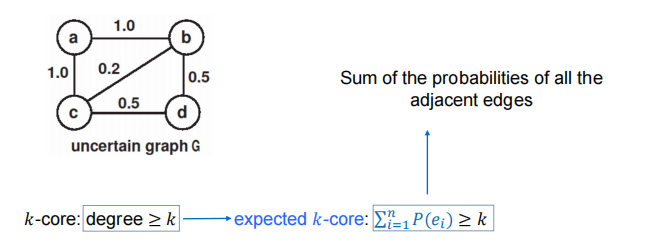 1.0
a
b
1.0
0.2
0.5
0.5
c
d
uncertain graph G
Sum of the probabilities of all the
adjacent edges
k-core: degree ≥ k
expected k-core: ∑ⁿᵢ₌₁ P(eᵢ) ≥ k